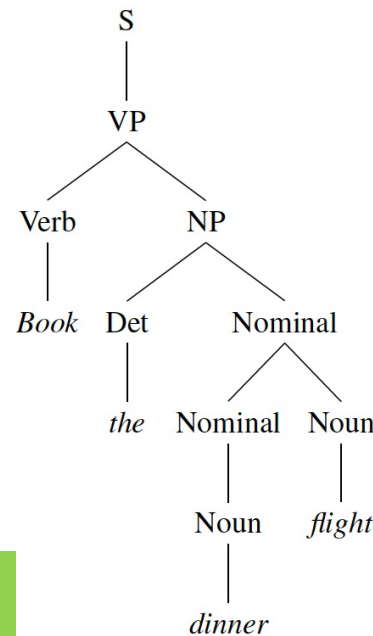 S
VP
Verb NP
Book Det Nominal
the Nominal Noun
Noun flight
dinner